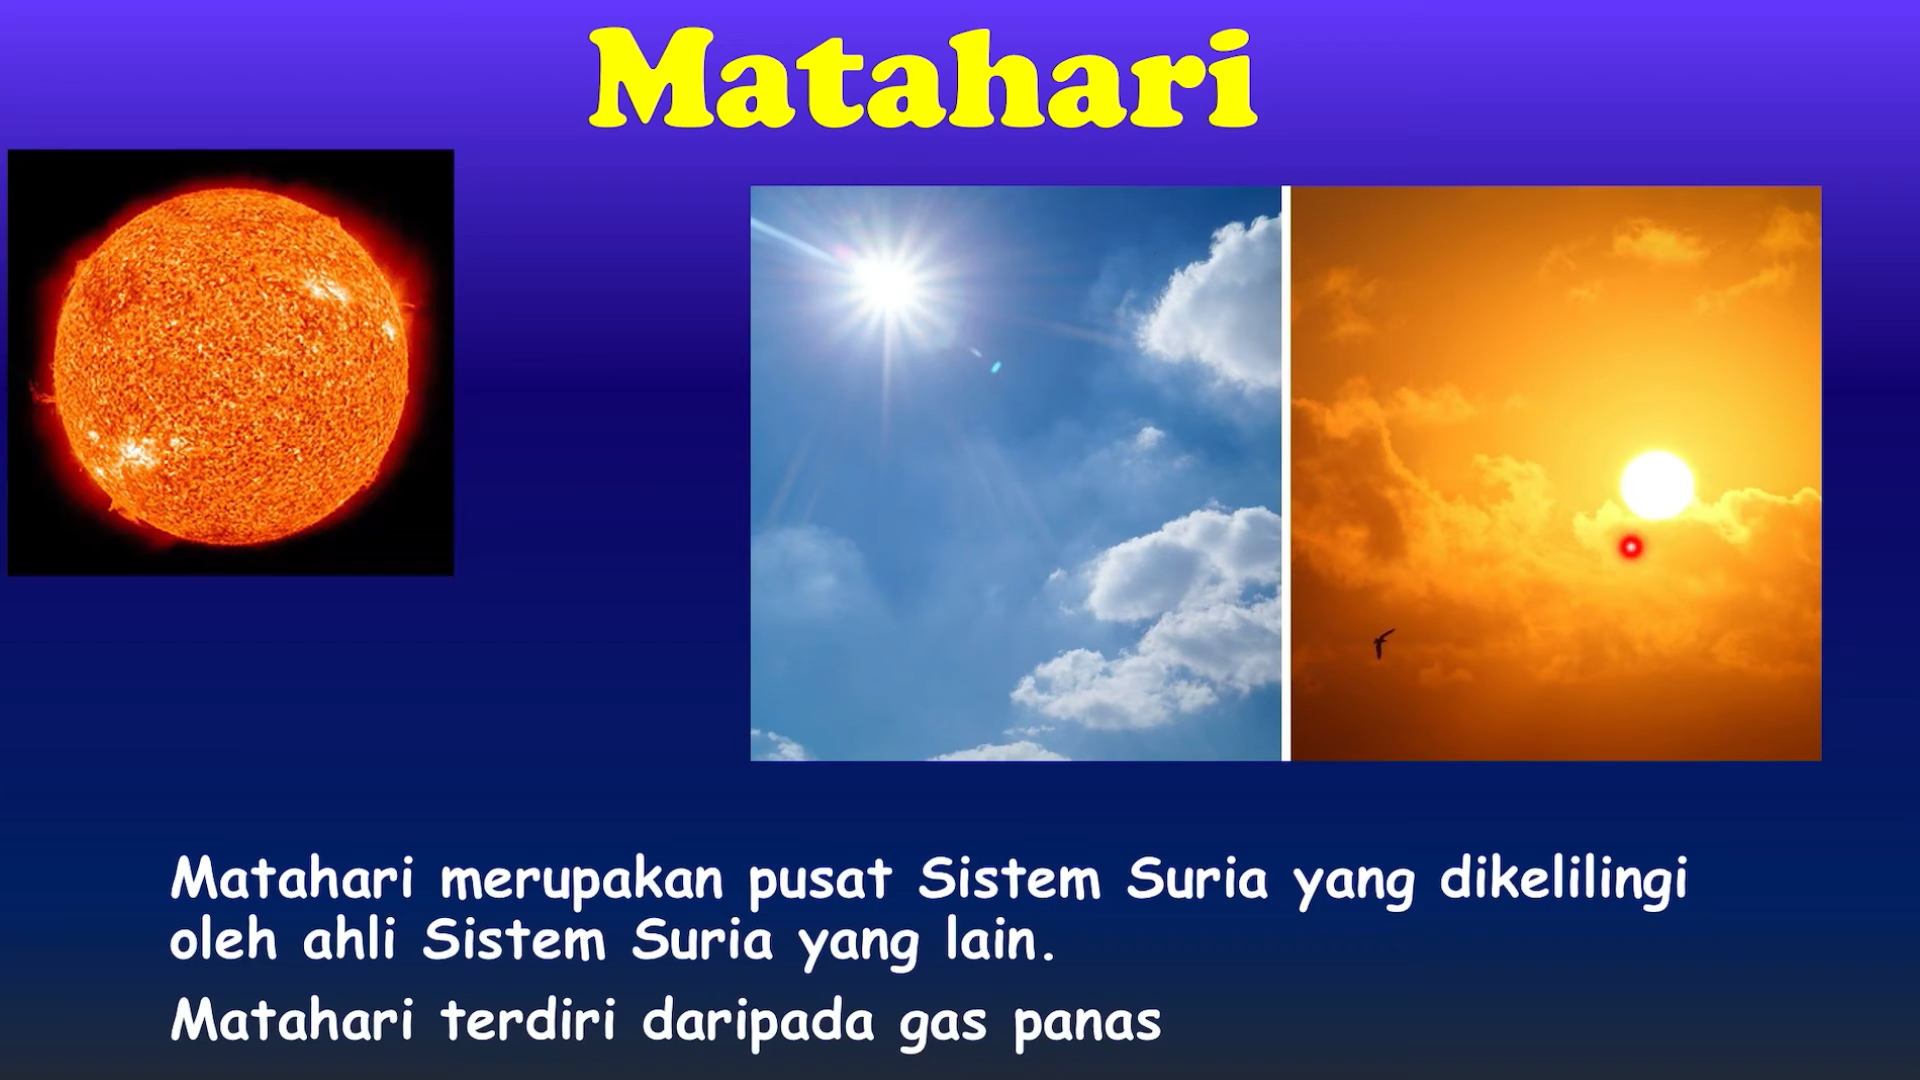 Matahari
Matahari merupakan pusat Sistem Suria yang dikelilingi
oleh ahli Sistem Suria yang lain.
Matahari terdiri daripada gas panas